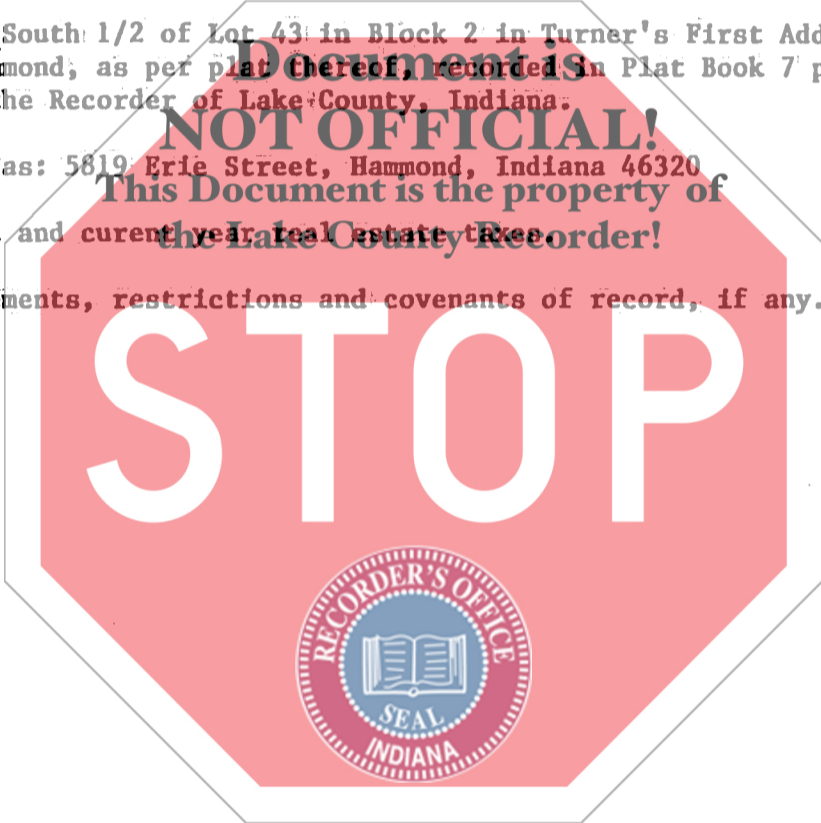 South 1/2 of Lot 43 in Block 2 in Turner's First Add
Document is
mond, as per plat thereof, recorded in Plat Book 7 p
he Recorder of Lake County, Indiana.
NOT OFFICIAL!
as: 5819 Erie Street, Hammond, Indiana 46320
This Document is the property of
and curent year real estate taxes.
the Lake County Recorder!
ments, restrictions and covenants of record, if any.
STOP
RECORDER'S OFFICE
SEAL
INDIANA